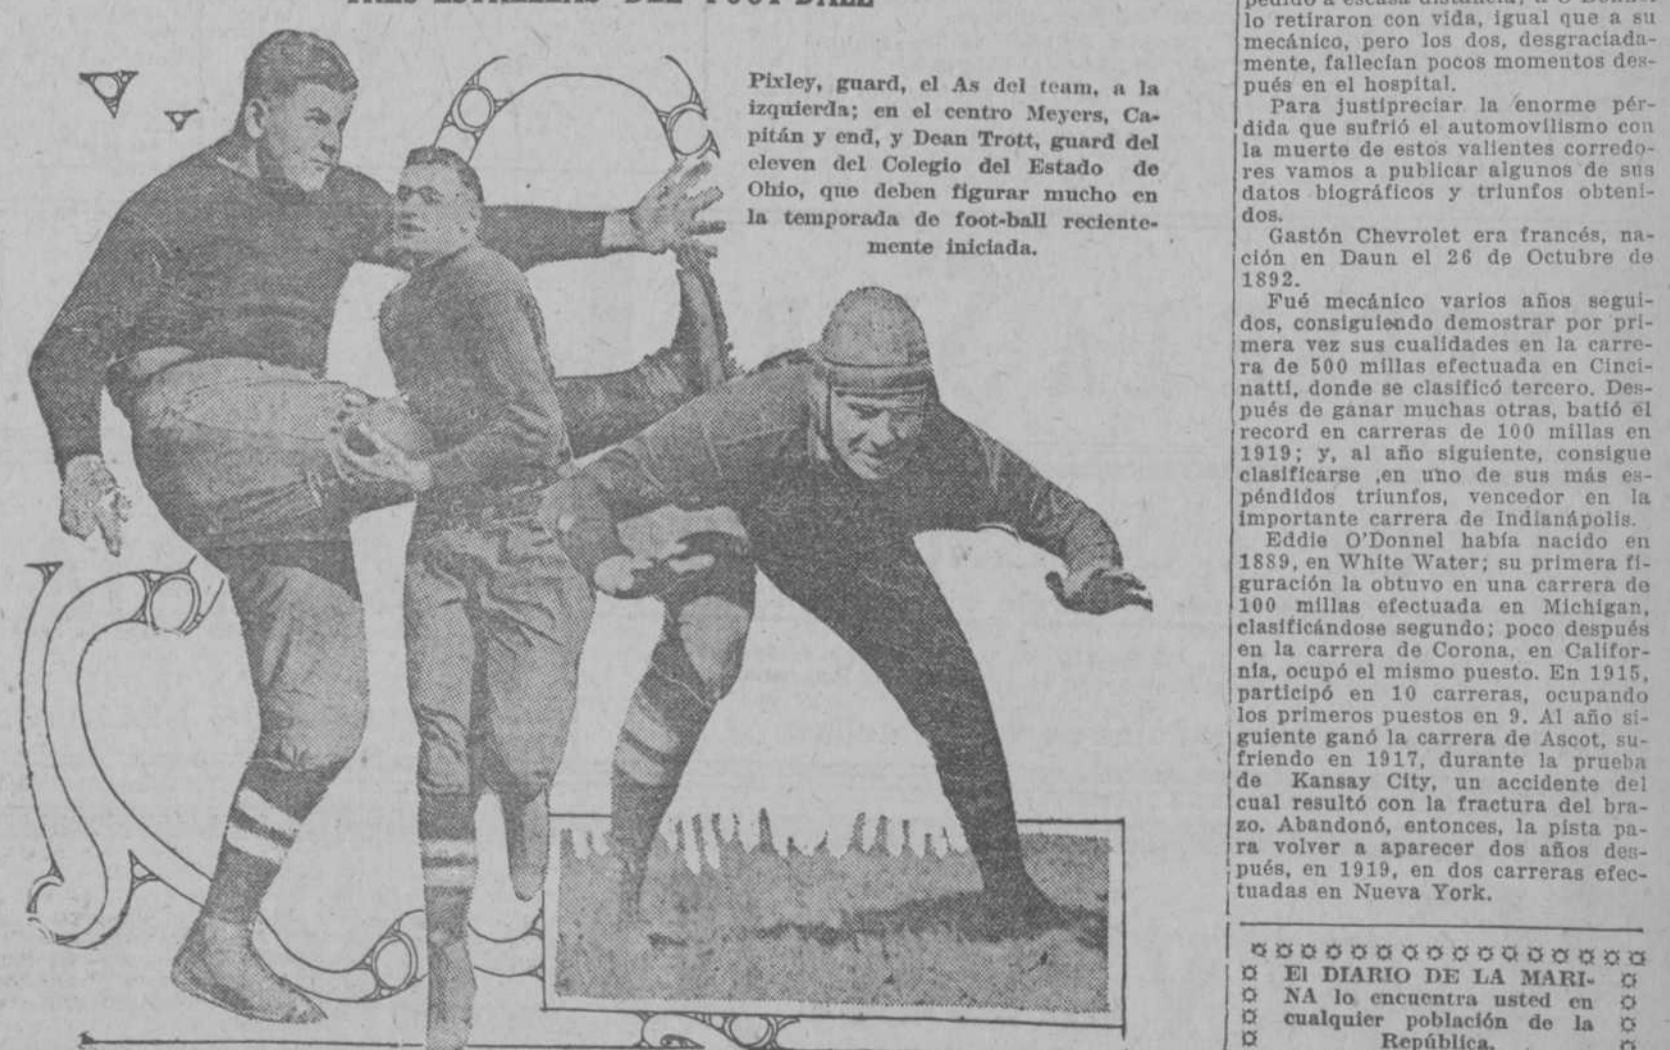 TRES ESTRELLAS DEL FOOT-BALL
Pixley, guard, el As del team, a la
izquierda; en el centro Meyers, Ca-
pitán y end, y Dean Trott, guard del
eleven del Colegio del Estado de
Ohio, que deben figurar mucho en
la temporada de foot-ball reciente-
mente iniciada.
pedido a escasa distancia, a O'Donnel
lo retiraron con vida, igual que a su
mecánico, pero los dos, desgraciada-
mente, fallecían pocos momentos des-
pués en el hospital.
Para justipreciar la enorme pér-
dida que sufrió el automovilismo con
la muerte de estos valientes corredo-
res vamos a publicar algunos de sus
datos biográficos y triunfos obteni-
dos.
Gastón Chevrolet era francés, na-
ción en Daun el 26 de Octubre de
1892.
Fué mecánico varios años segui-
dos, consiguiendo demostrar por pri-
mera vez sus cualidades en la carre-
ra de 500 millas efectuada en Cinci-
natti, donde se clasificó tercero. Des-
pués de ganar muchas otras, batió el
record en carreras de 100 millas en
1919; y, al año siguiente, consigue
clasificarse ,en uno de sus más es-
péndidos triunfos, vencedor en la
importante carrera de Indianápolis.
Eddie O'Donnel había nacido en
1889, en White Water; su primera fi-
guración la obtuvo en una carrera de
100 millas efectuada en Michigan,
clasificándose segundo; poco después
en la carrera de Corona, en Califor-
nia, ocupó el mismo puesto. En 1915,
participó en 10 carreras, ocupando
los primeros puestos en 9. Al año si-
guiente ganó la carrera de Ascot, su-
friendo en 1917, durante la prueba
de Kansay City, un accidente del
cual resultó con la fractura del bra-
zo. Abandonó, entonces, la pista pa-
ra volver a aparecer dos años des-
pués, en 1919, en dos carreras efec-
tuadas en Nueva York.
El DIARIO DE LA MARI-
NA lo encuentra usted en
cualquier población de la
República.